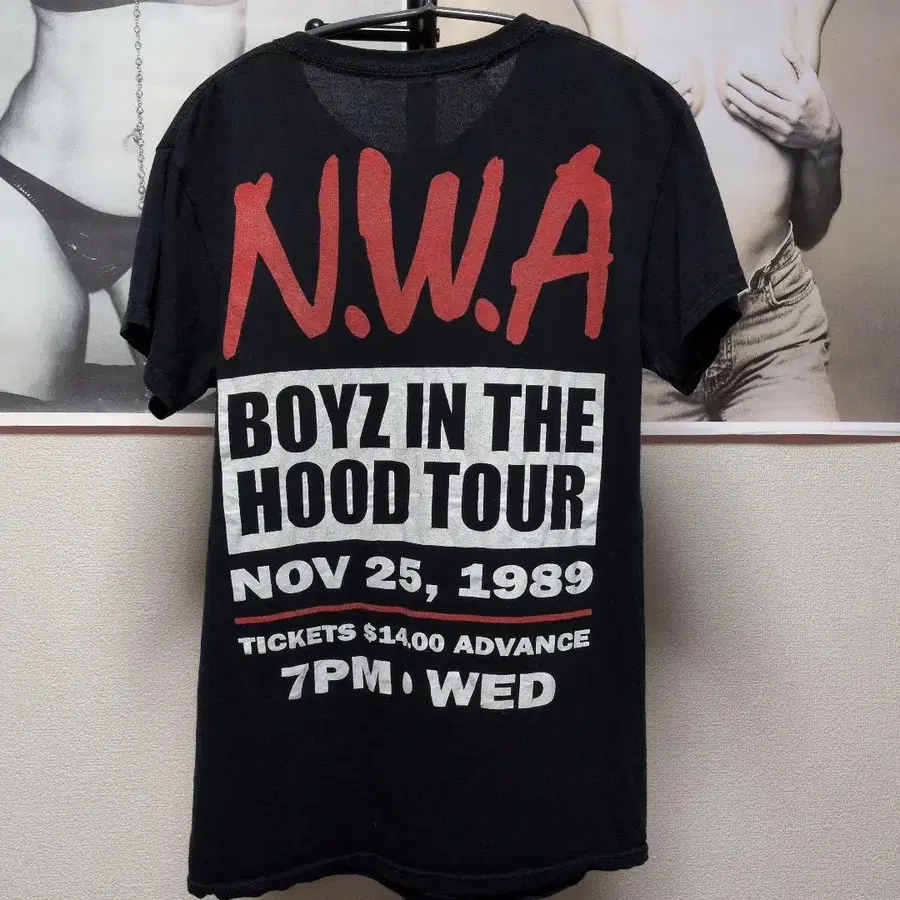 N.W.A
BOYZ IN THE
HOOD TOUR
NOV 25, 1989
TICKETS $14.00 ADVANCE
7PM • WED